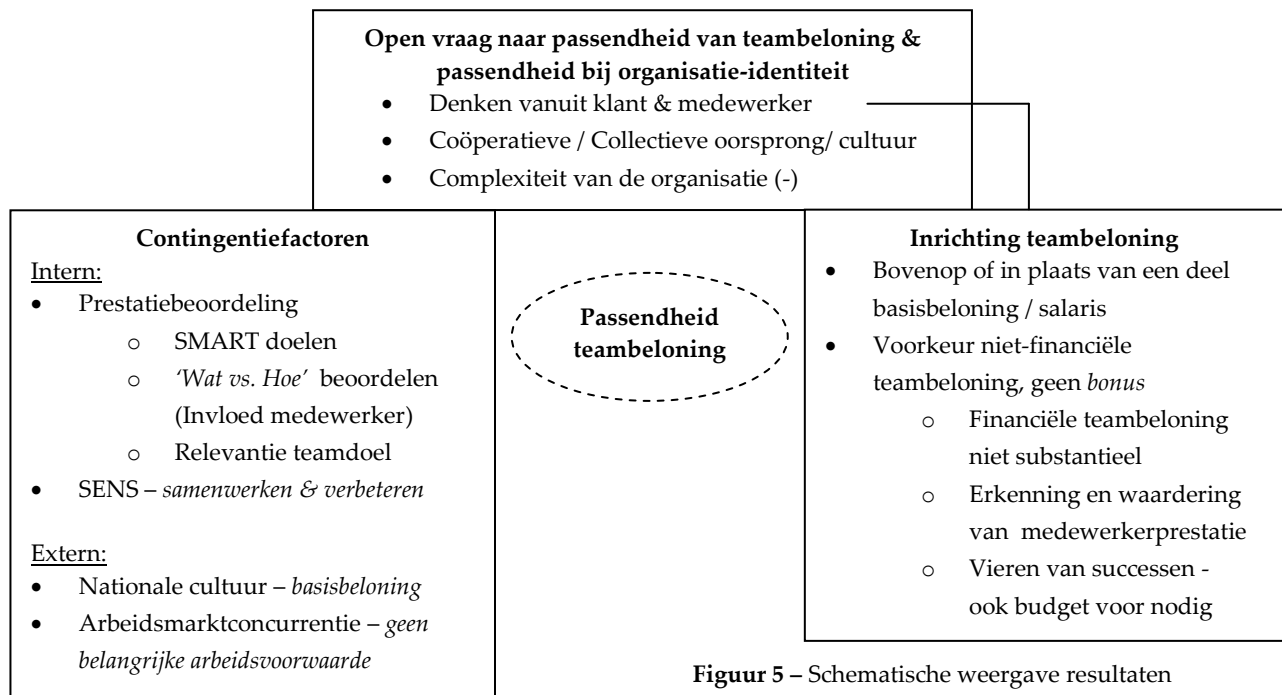 Open vraag naar passendheid van teambeloning &
passendheid bij organisatie-identiteit
• Denken vanuit klant & medewerker
• Coöperatieve / Collectieve oorsprong/ cultuur
• Complexiteit van de organisatie (-)
Contingentiefactoren
Intern:
• Prestatiebeoordeling
o SMART doelen
o 'Wat vs. Hoe' beoordelen
(Invloed medewerker)
o Relevantie teamdoel
• SENS – samenwerken & verbeteren
Extern:
• Nationale cultuur – basisbeloning
• Arbeidsmarktconcurrentie – geen
belangrijke arbeidsvoorwaarde
Passendheid
teambeloning
Inrichting teambeloning
• Bovenop of in plaats van een deel
basisbeloning / salaris
• Voorkeur niet-financiële
teambeloning, geen bonus
o Financiële teambeloning
niet substantieel
o Erkenning en waardering
van medewerkerprestatie
o Vieren van successen -
ook budget voor nodig
Figuur 5 – Schematische weergave resultaten